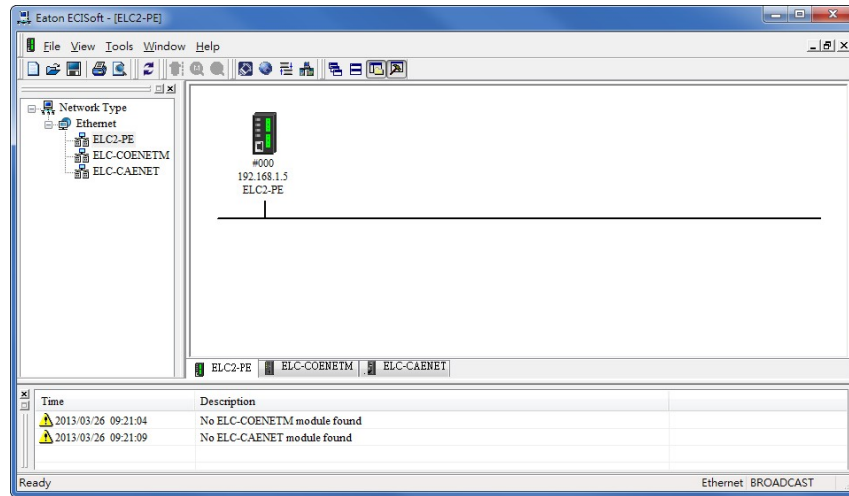 Eaton ECISoft - [ELC2-PE]
File View Tools Window Help
Network Type
Ethernet
ELC2-PE
ELC-COENETM
ELC-CAENET
#000
192.168.1.5
ELC2-PE
ELC2-PE ELC-COENETM ELC-CAENET
Time Description
2013/03/26 09:21:04 No ELC-COENETM module found
2013/03/26 09:21:09 No ELC-CAENET module found
Ready Ethernet BROADCAST